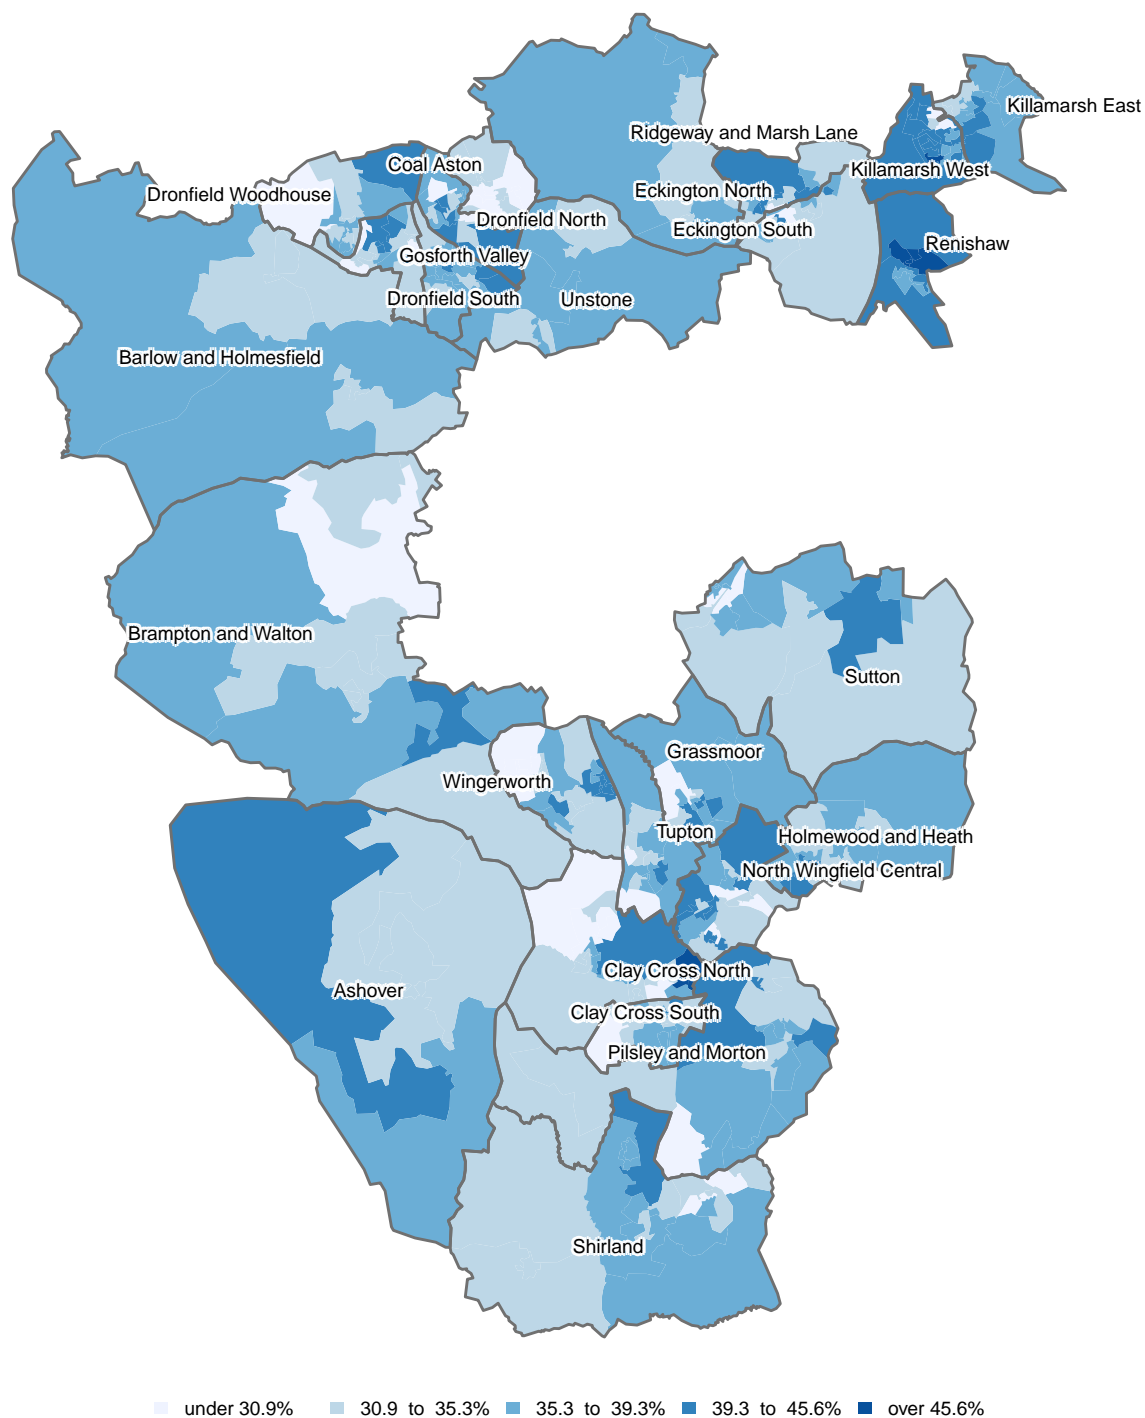 Killamarsh East
Ridgeway and Marsh Lane
Coal Aston
Killamarsh West
Dronfield Woodhouse
Eckington North
Dronfield North
Eckington South
Renishaw
Gosforth Valley
Dronfield South
Unstone
Barlow and Holmesfield
Brampton and Walton
Sutton
Grassmoor
Wingerworth
Tupton
Holmewood and Heath
North Wingfield Central
Clay Cross North
Ashover
Clay Cross South
Pilsley and Morton
Shirland
under 30.9% 30.9 to 35.3% 35.3 to 39.3% 39.3 to 45.6% over 45.6%